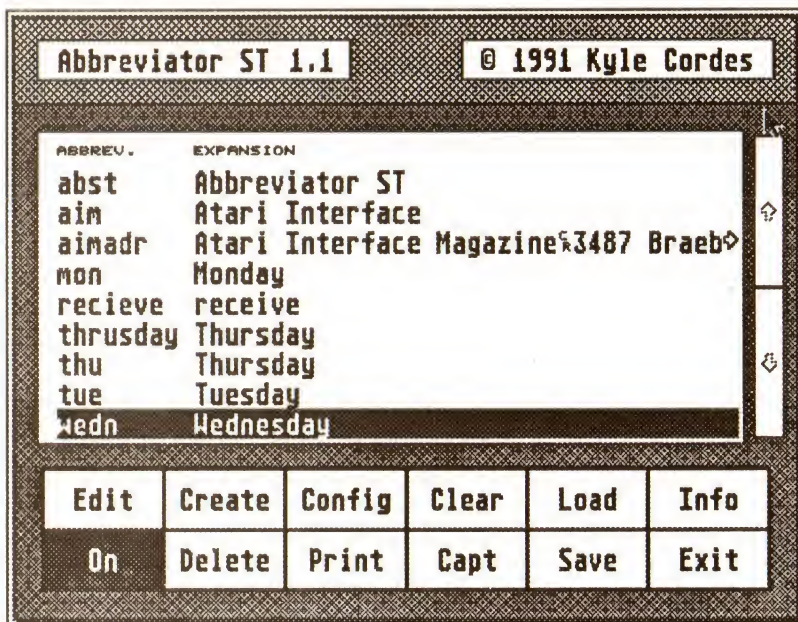 Abbreviator ST 1.1
© 1991 Kyle Cordes
ABBREV. EXPANSION
abst Abbreviator ST
aim Atari Interface
aimadr Atari Interface Magazine␍3487 Braeb
mon Monday
recieve receive
thrusday Thursday
thu Thursday
tue Tuesday
wedn Wednesday
Edit Create Config Clear Load Info
On Delete Print Capt Save Exit